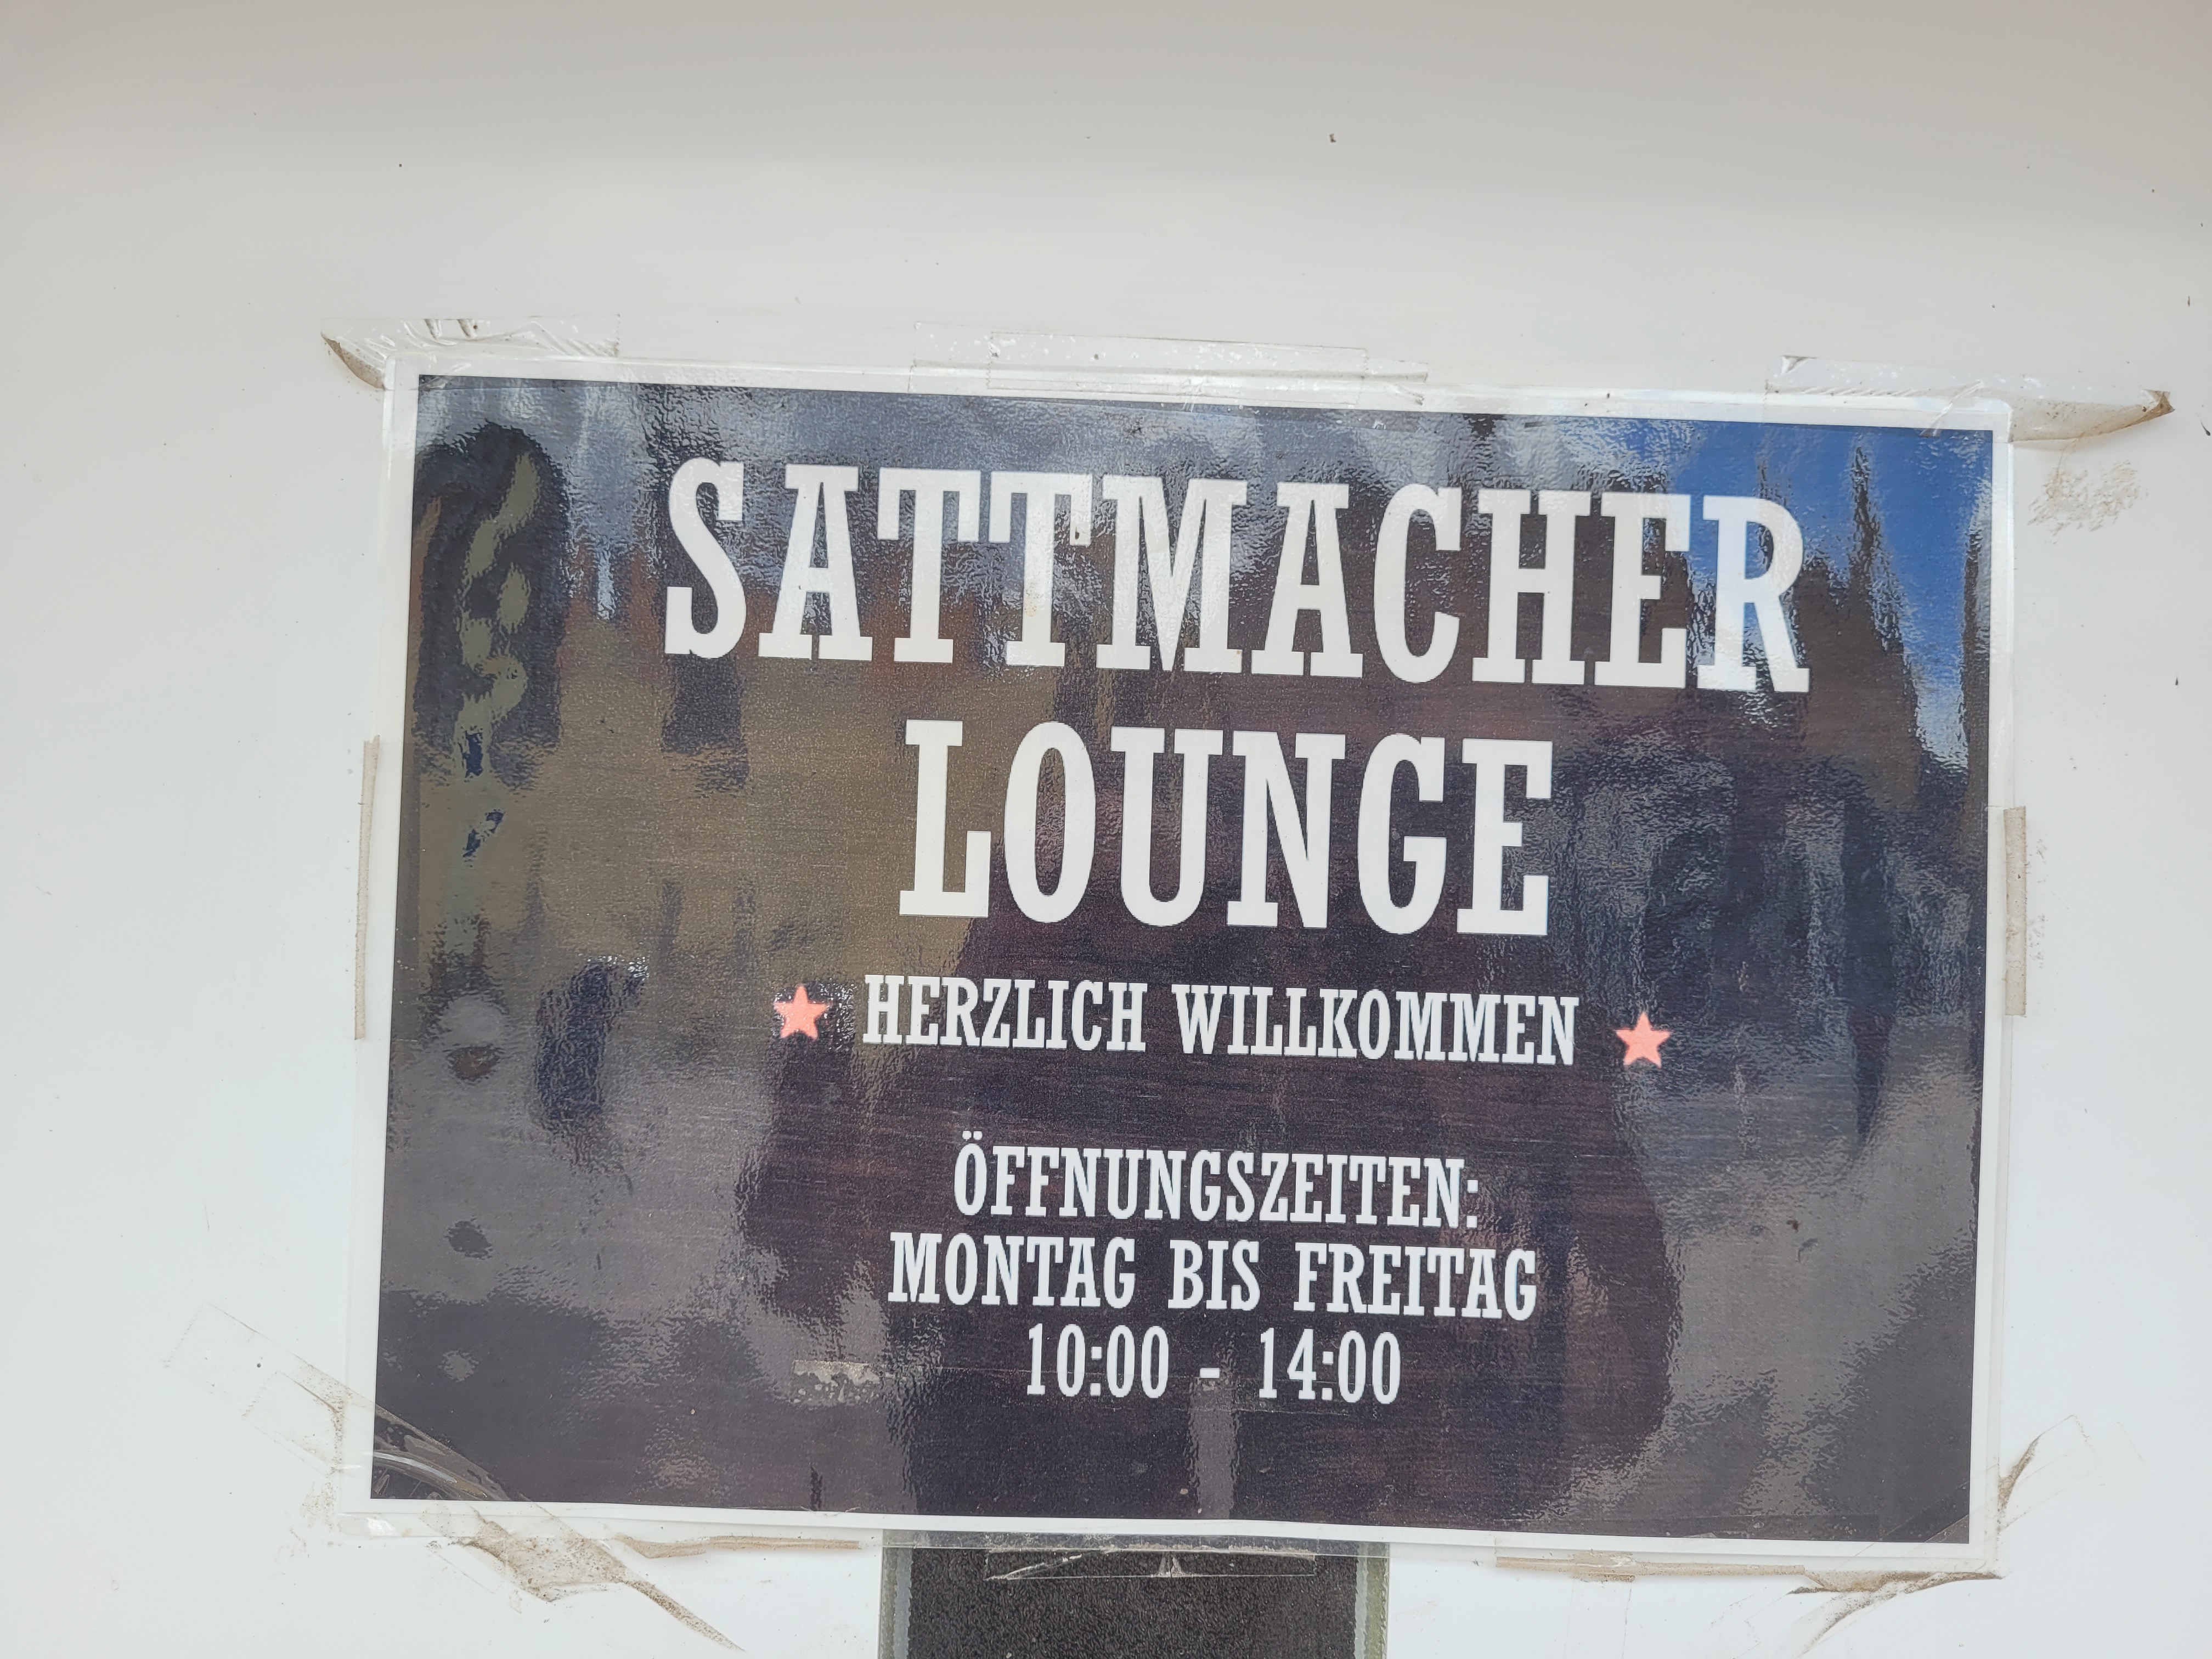 SATTMACHER
LOUNGE
HERZLICH WILLKOMMEN
ÖFFNUNGSZEITEN:
MONTAG BIS FREITAG
10:00 - 14:00